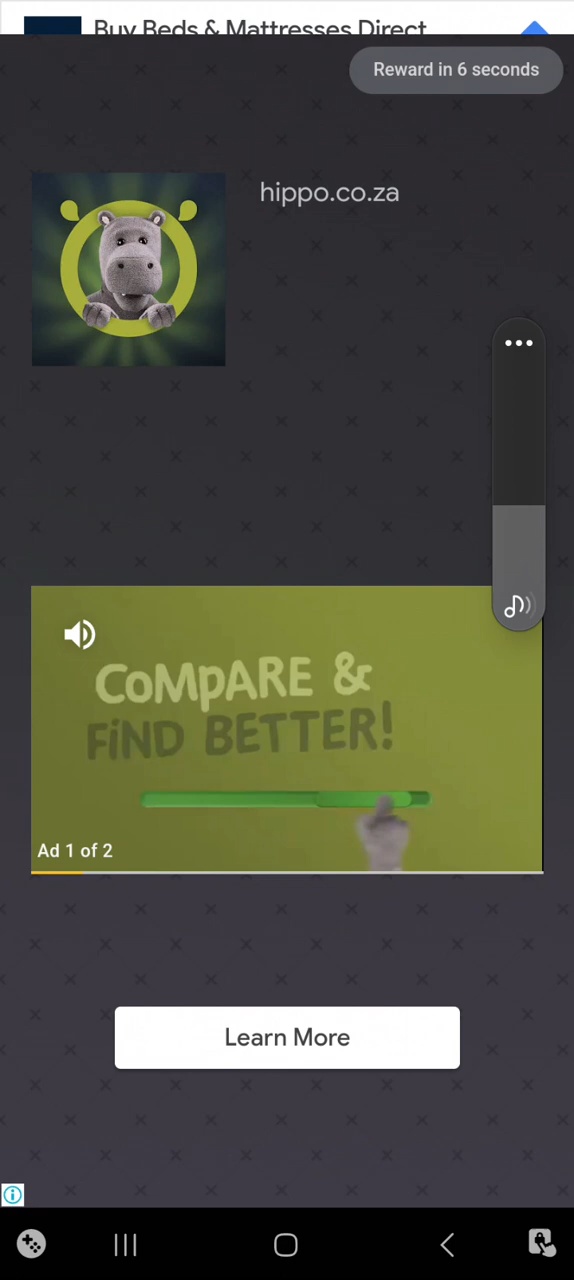 Buy Beds & Mattresses Direct
Reward in 6 seconds
hippo.co.za
COMPARE &
FIND BETTER!
Ad 1 of 2
Learn More